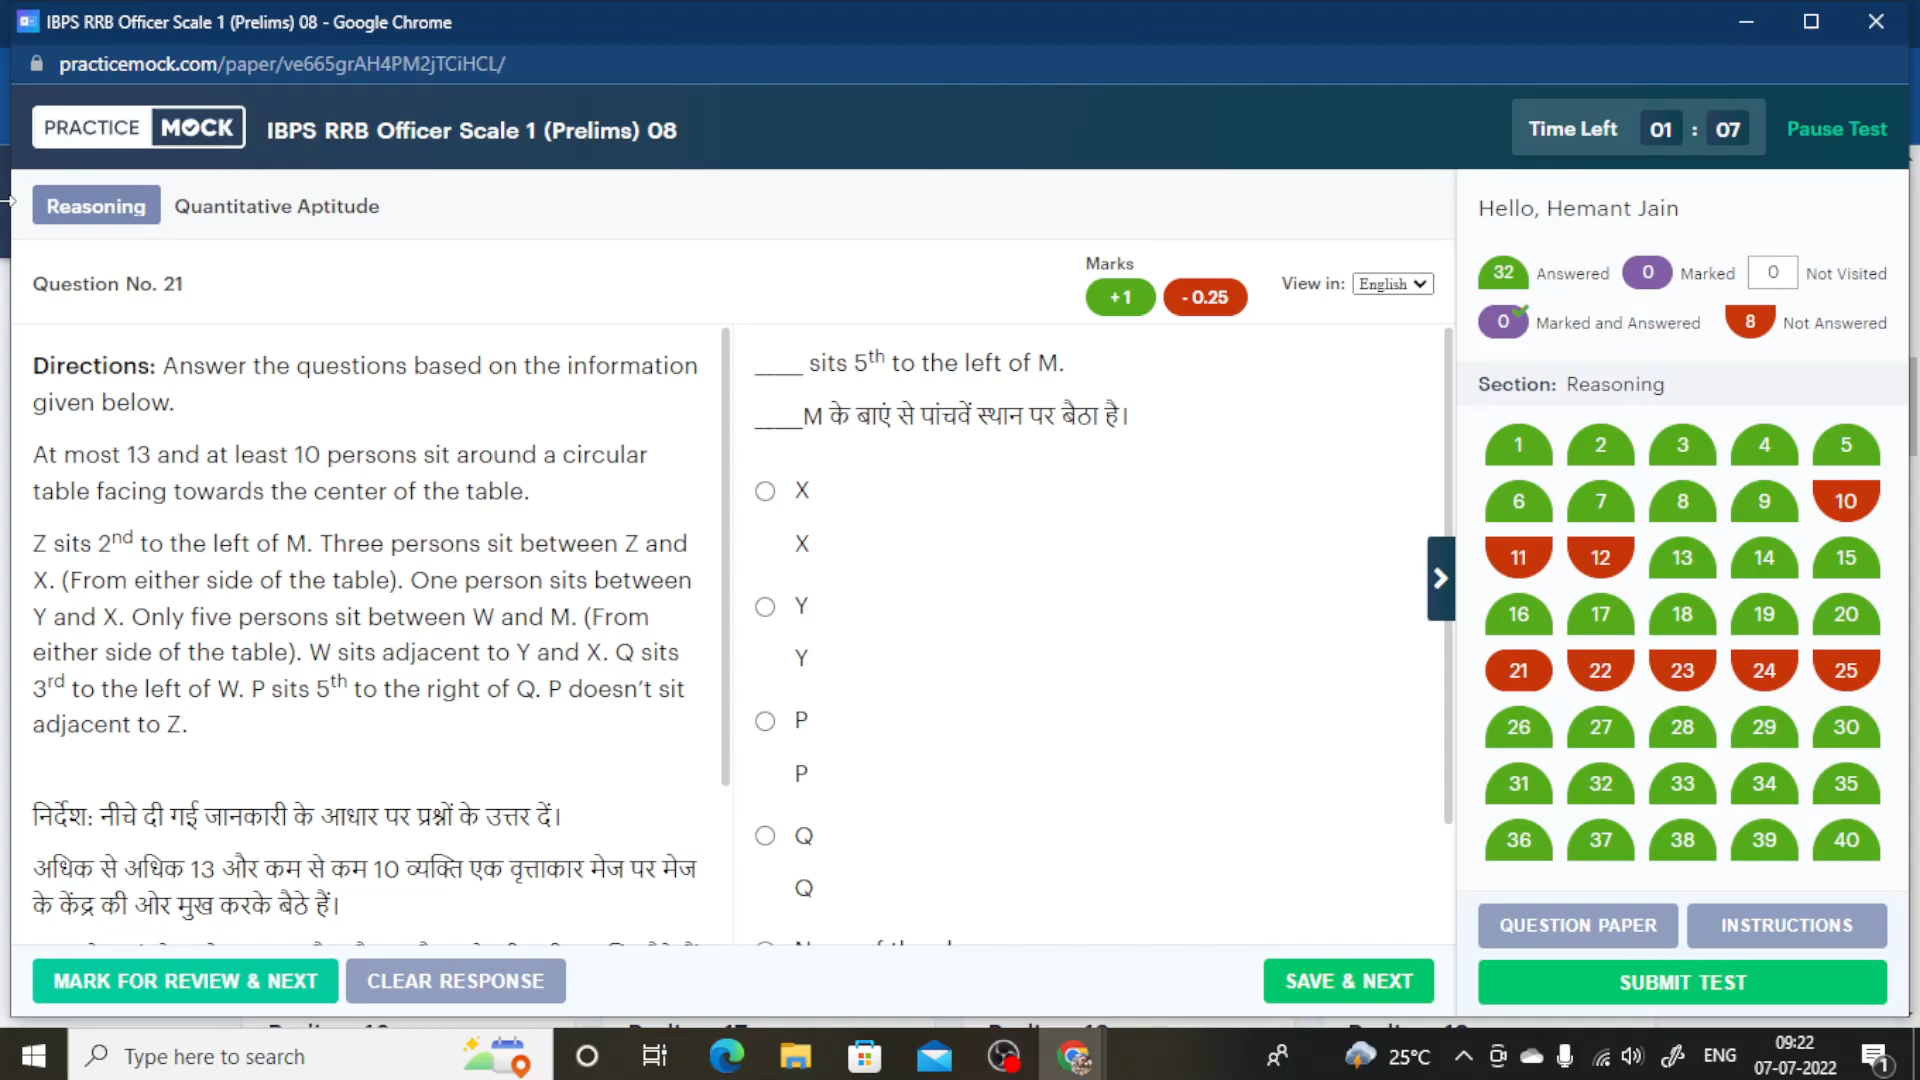 IBPS RRB Officer Scale 1 (Prelims) 08 - Google Chrome
practicemock.com/paper/ve665grAH4PM2jTCiHCL/
PRACTICE MOCK
IBPS RRB Officer Scale 1 (Prelims) 08
Time Left 01 : 07
Pause Test
Reasoning
Quantitative Aptitude
Hello, Hemant Jain
Question No. 21
Marks
+1
- 0.25
View in: English
32 Answered
0 Marked
0 Not Visited
0 Marked and Answered
8 Not Answered
Directions: Answer the questions based on the information
given below.
At most 13 and at least 10 persons sit around a circular
table facing towards the center of the table.
Z sits 2nd to the left of M. Three persons sit between Z and
X. (From either side of the table). One person sits between
Y and X. Only five persons sit between W and M. (From
either side of the table). W sits adjacent to Y and X. Q sits
3rd to the left of W. P sits 5th to the right of Q. P doesn't sit
adjacent to Z.
निर्देश: नीचे दी गई जानकारी के आधार पर प्रश्नों के उत्तर दें।
अधिक से अधिक 13 और कम से कम 10 व्यक्ति एक वृत्ताकार मेज पर मेज
के केंद्र की ओर मुख करके बैठे हैं।
____ sits 5th to the left of M.
____M के बाएं से पांचवें स्थान पर बैठा है।
X
X
Y
Y
P
P
Q
Q
Section: Reasoning
1 2 3 4 5
6 7 8 9 10
11 12 13 14 15
16 17 18 19 20
21 22 23 24 25
26 27 28 29 30
31 32 33 34 35
36 37 38 39 40
QUESTION PAPER
INSTRUCTIONS
MARK FOR REVIEW & NEXT
CLEAR RESPONSE
SAVE & NEXT
SUBMIT TEST
Type here to search
25°C
ENG
09:22
07-07-2022
1